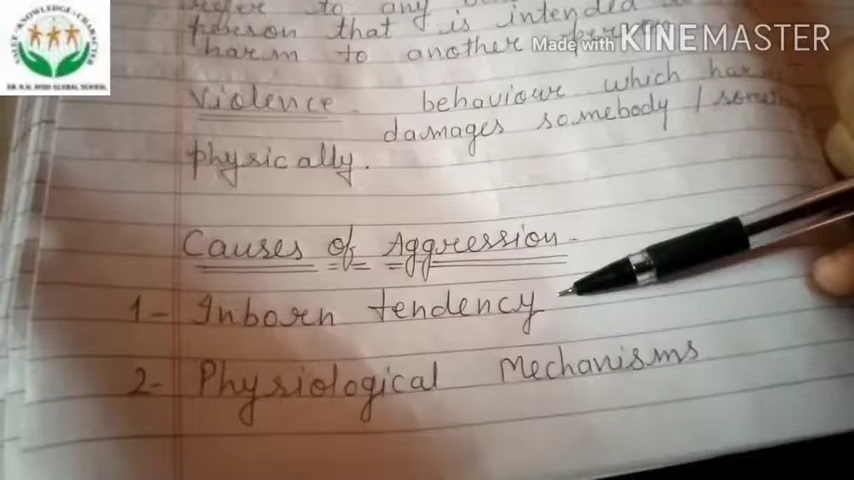 refer to any
person that is intended
harm to another
Made with KINEMASTER
Violence - behaviour which
damages somebody /
physically.
Causes of Aggression -
1- Inborn tendency
2- Physiological Mechanisms